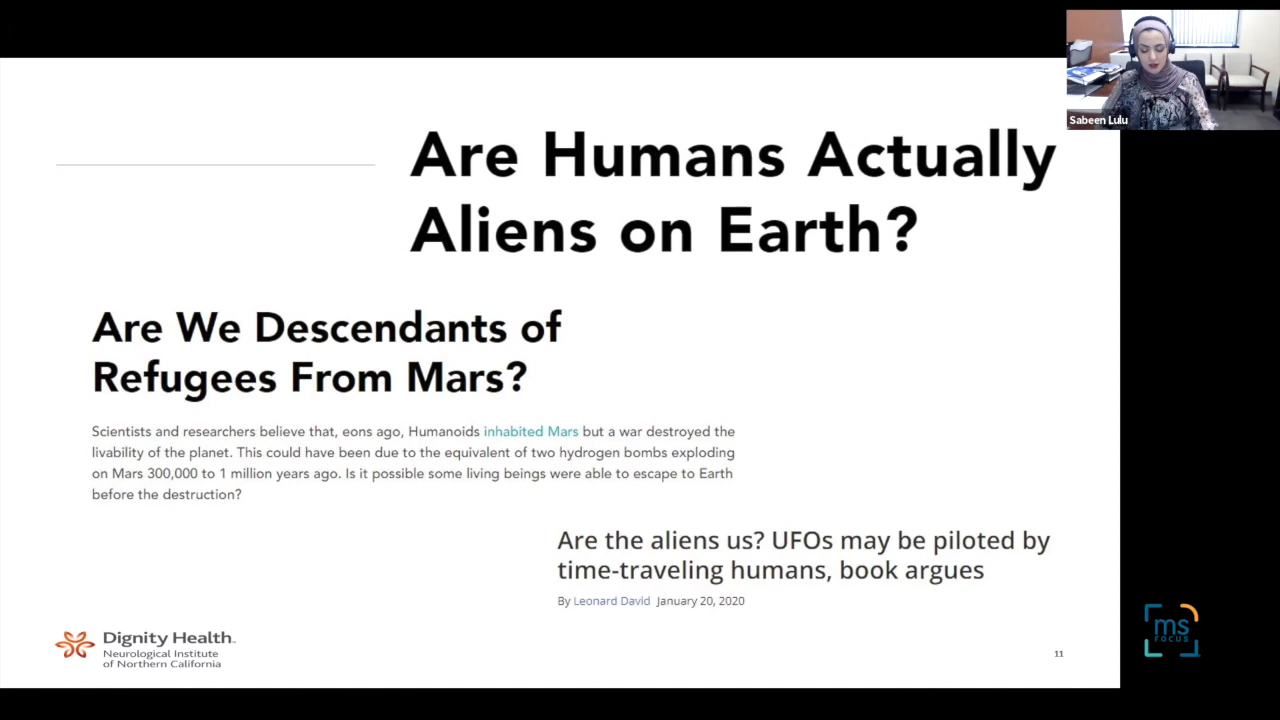 Sabeen Lulu
Are Humans Actually
Aliens on Earth?
Are We Descendants of
Refugees From Mars?
Scientists and researchers believe that, eons ago, Humanoids inhabited Mars but a war destroyed the
livability of the planet. This could have been due to the equivalent of two hydrogen bombs exploding
on Mars 300,000 to 1 million years ago. Is it possible some living beings were able to escape to Earth
before the destruction?
Are the aliens us? UFOs may be piloted by
time-traveling humans, book argues
By Leonard David January 20, 2020
Dignity Health™
Neurological Institute
of Northern California
11
ms
FOCUS